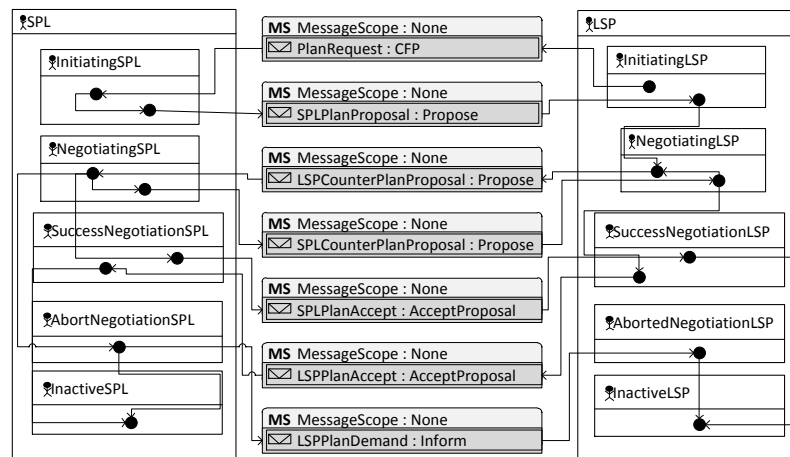 SPL
InitiatingSPL
NegotiatingSPL
SuccessNegotiationSPL
AbortNegotiationSPL
InactiveSPL
MS MessageScope : None
PlanRequest : CFP
MS MessageScope : None
SPLPlanProposal : Propose
MS MessageScope : None
LSPCounterPlanProposal : Propose
MS MessageScope : None
SPLCounterPlanProposal : Propose
MS MessageScope : None
SPLPlanAccept : AcceptProposal
MS MessageScope : None
LSPPlanAccept : AcceptProposal
MS MessageScope : None
LSPPlanDemand : Inform
LSP
InitiatingLSP
NegotiatingLSP
SuccessNegotiationLSP
AbortedNegotiationLSP
InactiveLSP